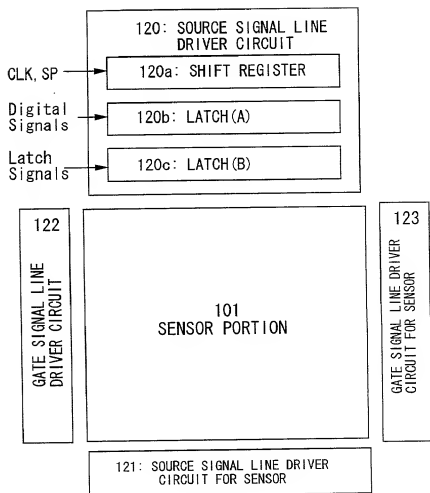 120: SOURCE SIGNAL LINE
DRIVER CIRCUIT
CLK, SP
120a: SHIFT REGISTER
Digital
Signals
120b: LATCH(A)
Latch
Signals
120c: LATCH(B)
122
GATE SIGNAL LINE
DRIVER CIRCUIT
101
SENSOR PORTION
123
GATE SIGNAL LINE DRIVER
CIRCUIT FOR SENSOR
121: SOURCE SIGNAL LINE DRIVER
CIRCUIT FOR SENSOR